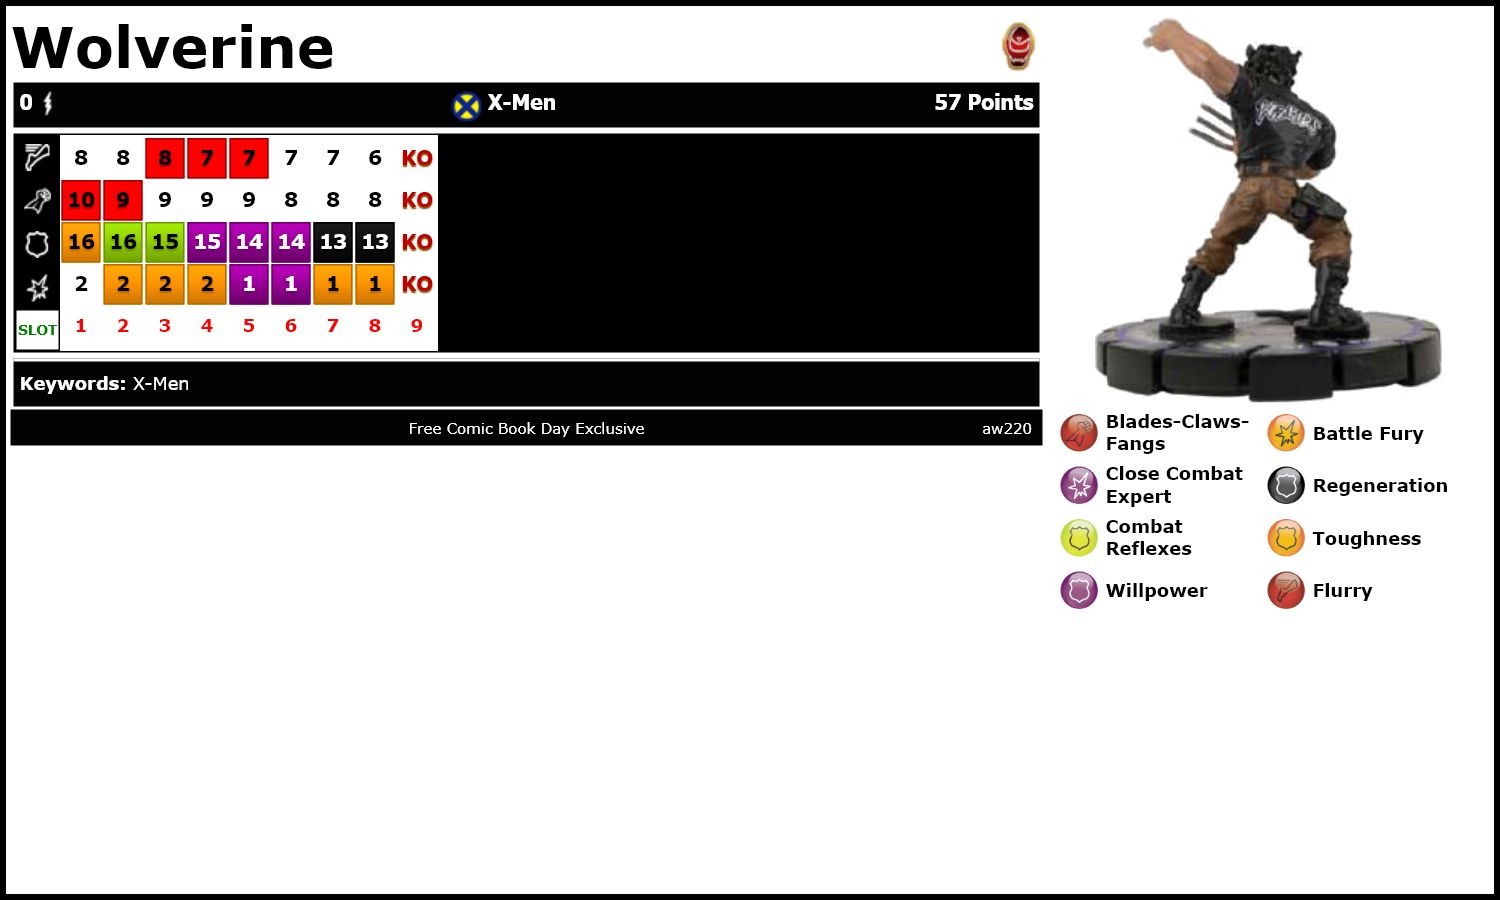 Wolverine
0 X-Men 57 Points
8 8 8 7 7 7 7 6 KO
10 9 9 9 9 8 8 8 KO
16 16 15 15 14 14 13 13 KO
2 2 2 2 1 1 1 1 KO
SLOT 1 2 3 4 5 6 7 8 9
Keywords: X-Men
Free Comic Book Day Exclusive aw220
Blades-Claws-
Fangs
Battle Fury
Close Combat
Expert
Regeneration
Combat
Reflexes
Toughness
Willpower
Flurry